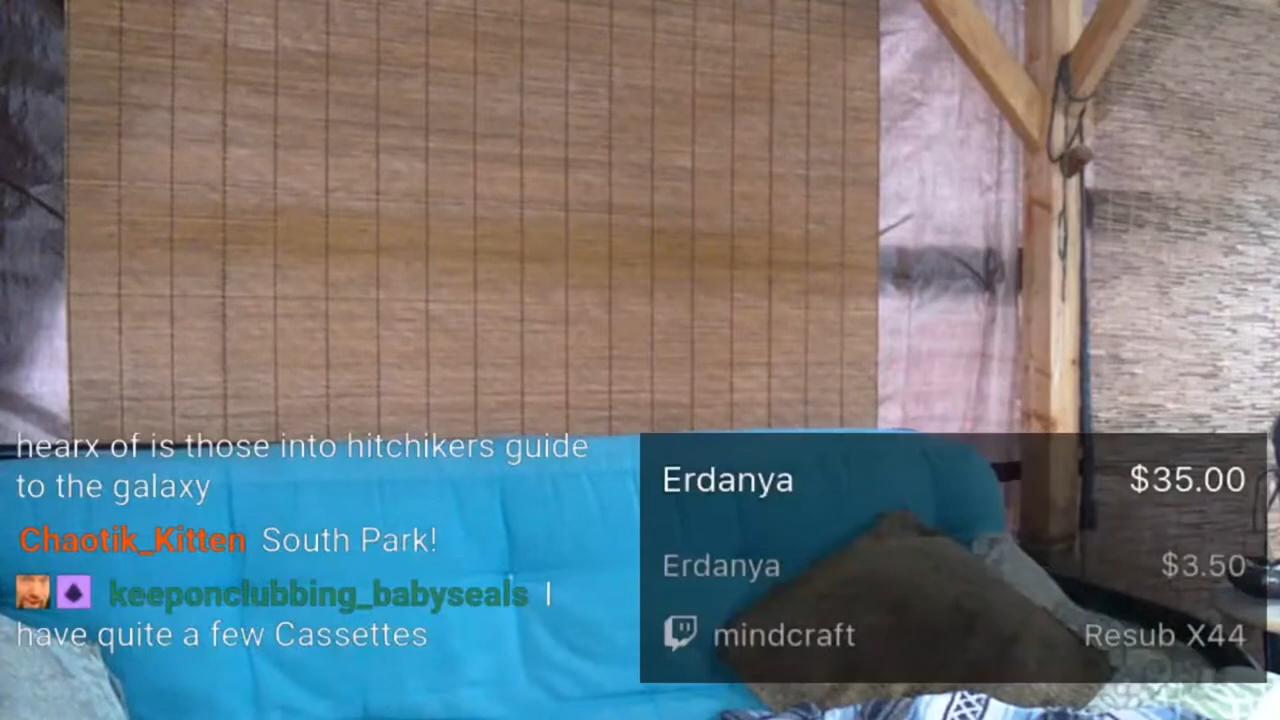 hearx of is those into hitchikers guide
to the galaxy
Chaotik_Kitten South Park!
keeponclubbing_babyseals I
have quite a few Cassettes
Erdanya $35.00
Erdanya $3.50
mindcraft Resub X44